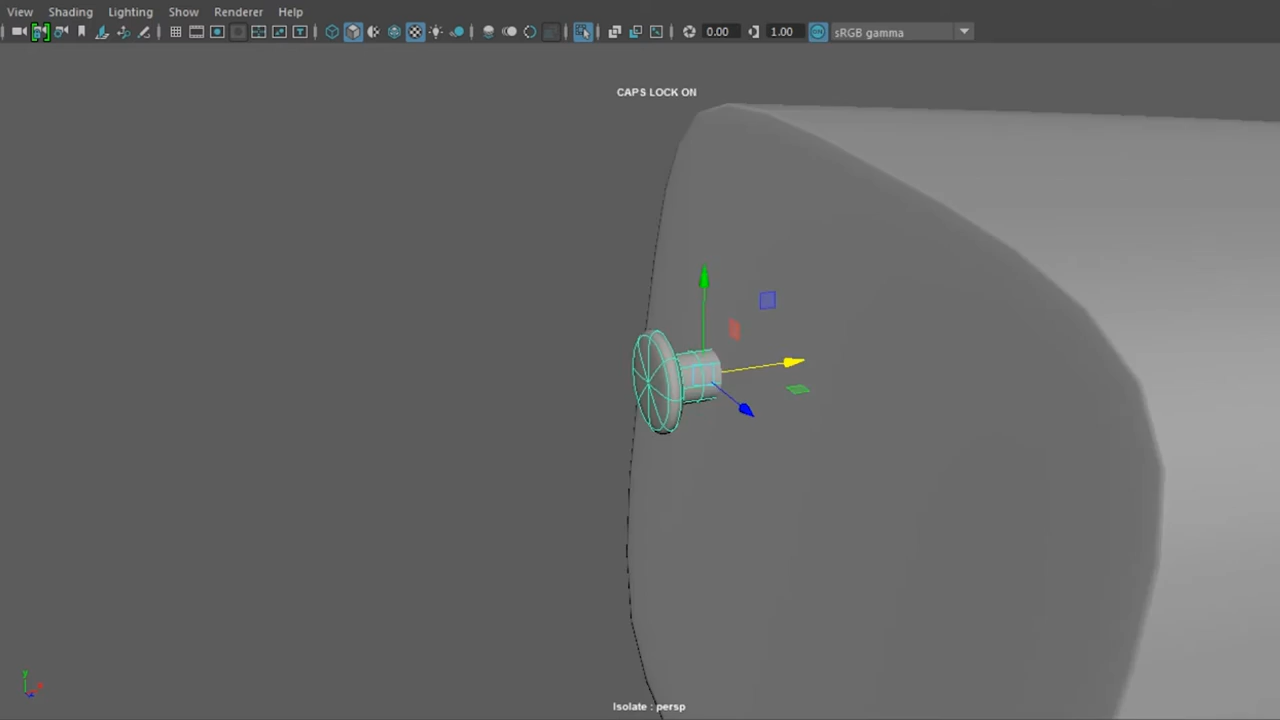 View Shading Lighting Show Renderer Help
0.00 1.00 sRGB gamma
CAPS LOCK ON
y
Isolate : persp